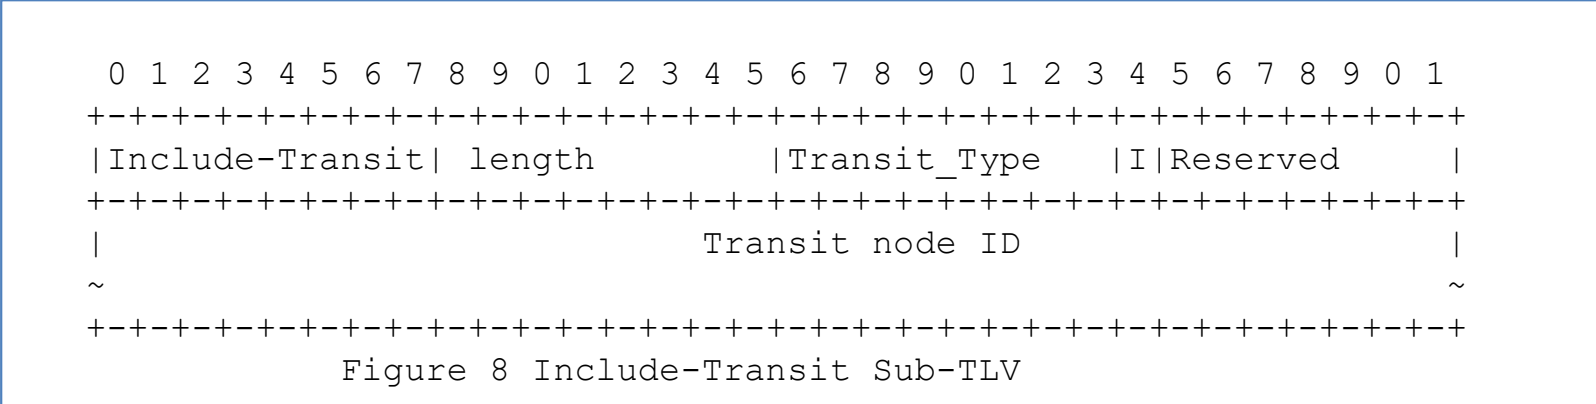 0 1 2 3 4 5 6 7 8 9 0 1 2 3 4 5 6 7 8 9 0 1 2 3 4 5 6 7 8 9 0 1
+-+-+-+-+-+-+-+-+-+-+-+-+-+-+-+-+-+-+-+-+-+-+-+-+-+-+-+-+-+-+-+-+
|Include-Transit| length        |Transit_Type   |I|Reserved     |
+-+-+-+-+-+-+-+-+-+-+-+-+-+-+-+-+-+-+-+-+-+-+-+-+-+-+-+-+-+-+-+-+
|                            Transit node ID                    |
~                                                               ~
+-+-+-+-+-+-+-+-+-+-+-+-+-+-+-+-+-+-+-+-+-+-+-+-+-+-+-+-+-+-+-+-+
            Figure 8 Include-Transit Sub-TLV